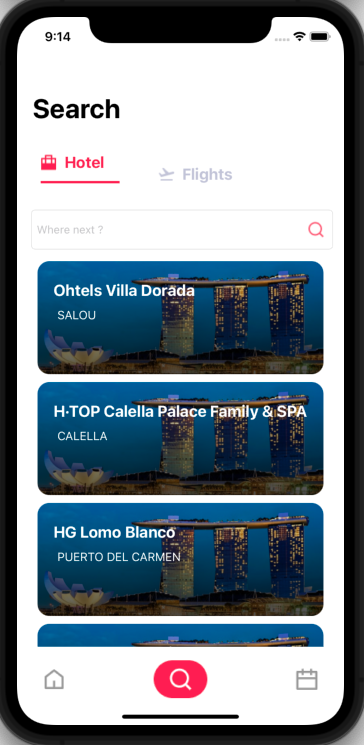 9:14
Search
Hotel
Flights
Where next ?
Ohtels Villa Dorada
SALOU
H·TOP Calella Palace Family & SPA
CALELLA
HG Lomo Blanco
PUERTO DEL CARMEN